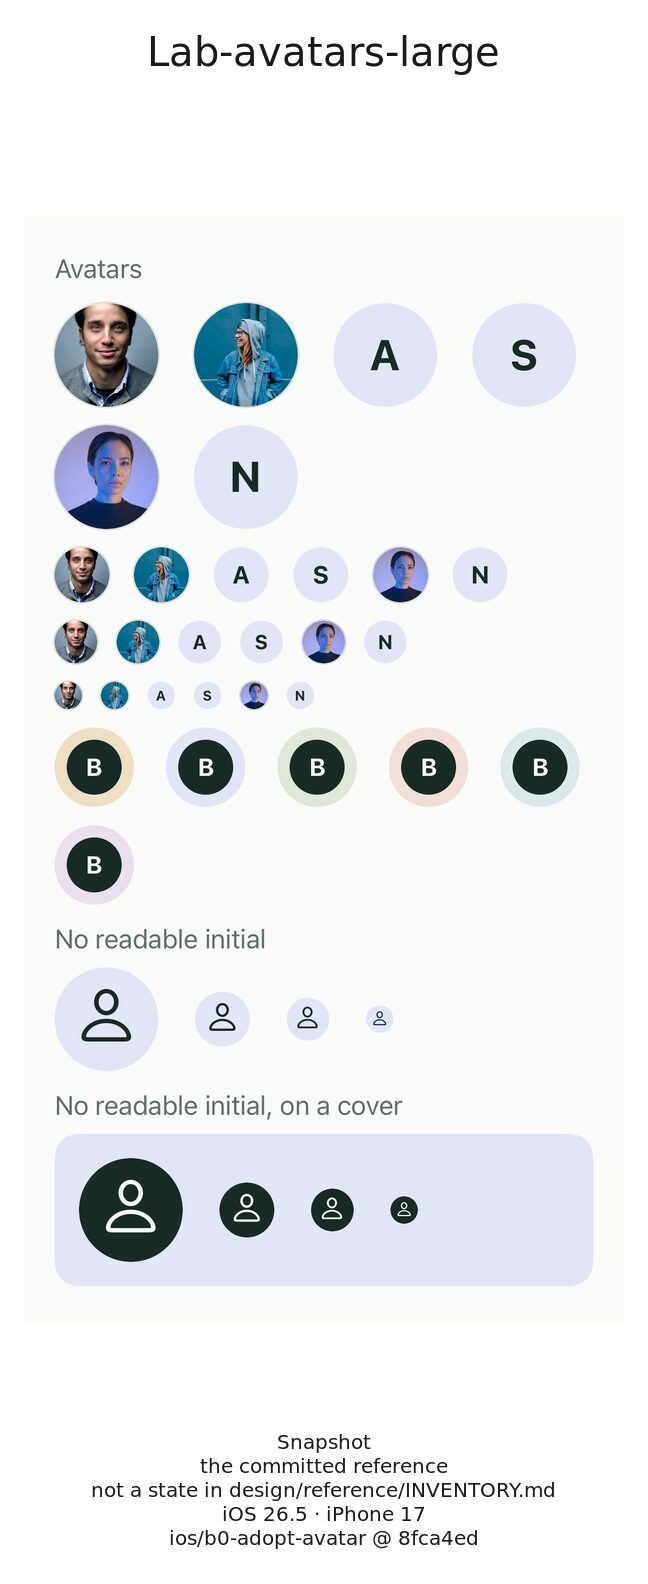 Lab-avatars-large
Avatars
A S
N
A S N
A S N
A S N
B B B B B
B
No readable initial
No readable initial, on a cover
Snapshot
the committed reference
not a state in design/reference/INVENTORY.md
iOS 26.5 · iPhone 17
ios/b0-adopt-avatar @ 8fca4ed